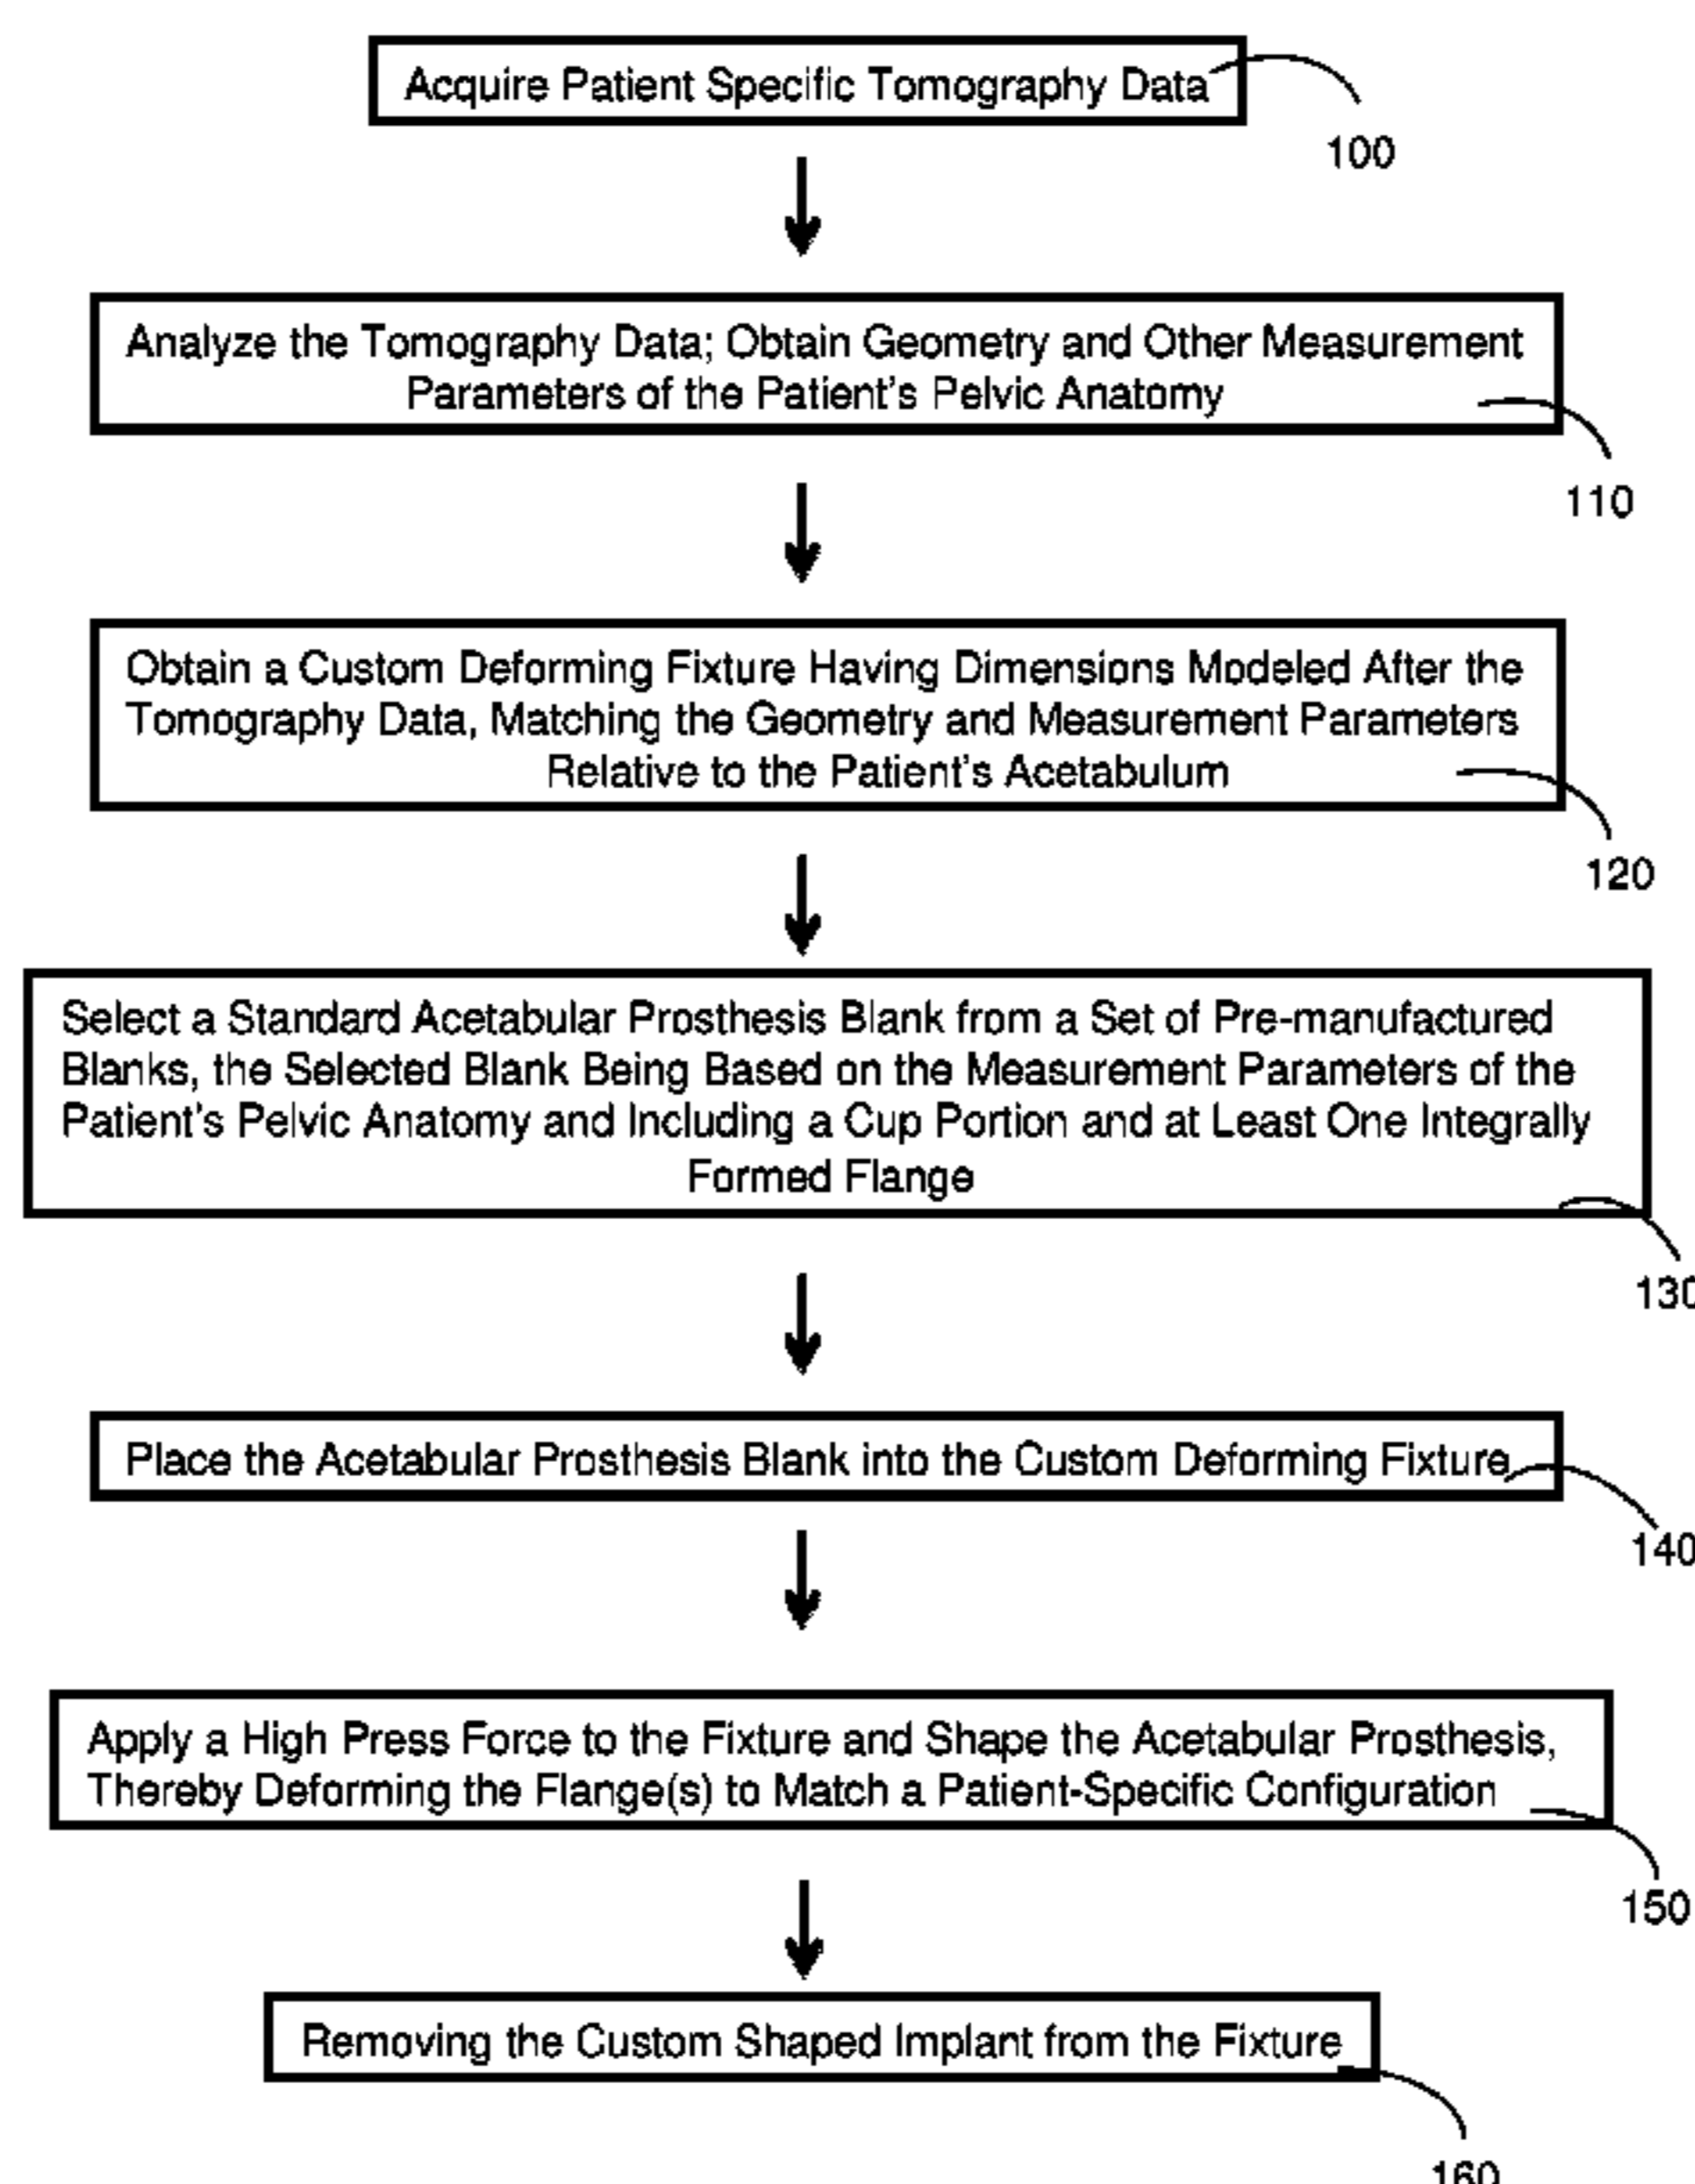 Acquire Patient Specific Tomography Data
100
Analyze the Tomography Data; Obtain Geometry and Other Measurement
Parameters of the Patient's Pelvic Anatomy
110
Obtain a Custom Deforming Fixture Having Dimensions Modeled After the
Tomography Data, Matching the Geometry and Measurement Parameters
Relative to the Patient's Acetabulum
120
Select a Standard Acetabular Prosthesis Blank from a Set of Pre-manufactured
Blanks, the Selected Blank Being Based on the Measurement Parameters of the
Patient's Pelvic Anatomy and Including a Cup Portion and at Least One Integrally
Formed Flange
130
Place the Acetabular Prosthesis Blank into the Custom Deforming Fixture
140
Apply a High Press Force to the Fixture and Shape the Acetabular Prosthesis,
Thereby Deforming the Flange(s) to Match a Patient-Specific Configuration
150
Removing the Custom Shaped Implant from the Fixture
160